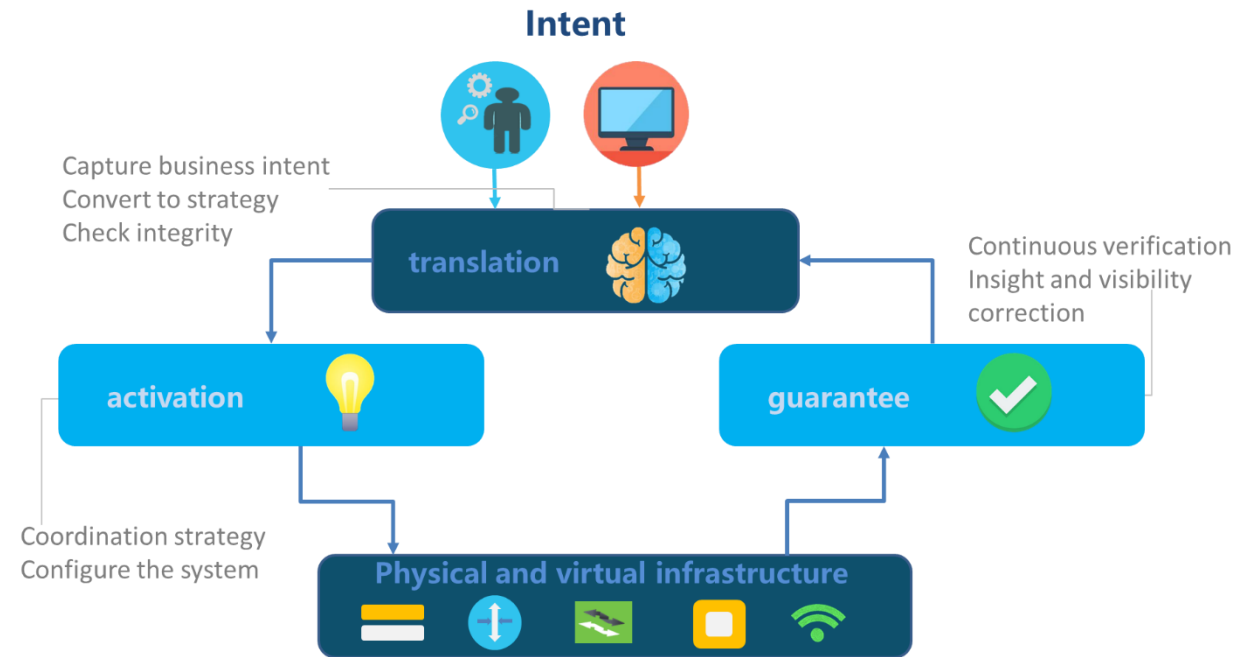 Intent
Capture business intent
Convert to strategy
Check integrity
translation
Continuous verification
Insight and visibility
correction
activation
guarantee
Coordination strategy
Configure the system
Physical and virtual infrastructure